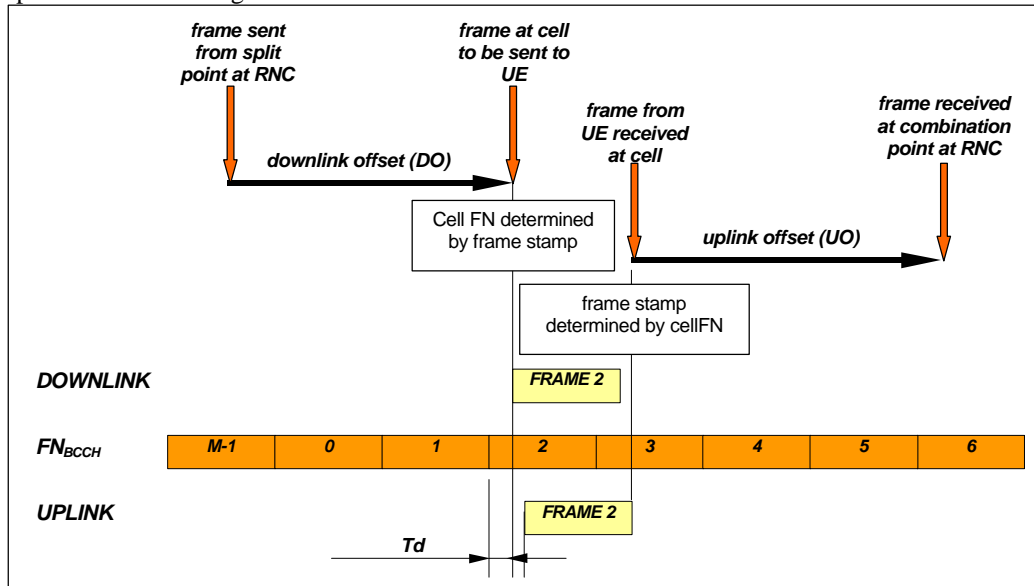 frame sent
from split
point at RNC
frame at cell
to be sent to
UE
frame from
UE received
at cell
frame received
at combination
point at RNC
downlink offset (DO)
Cell FN determined
by frame stamp
uplink offset (UO)
frame stamp
determined by cellFN
DOWNLINK
FRAME 2
FNBCCH
M-1 0 1 2 3 4 5 6
UPLINK
FRAME 2
Td